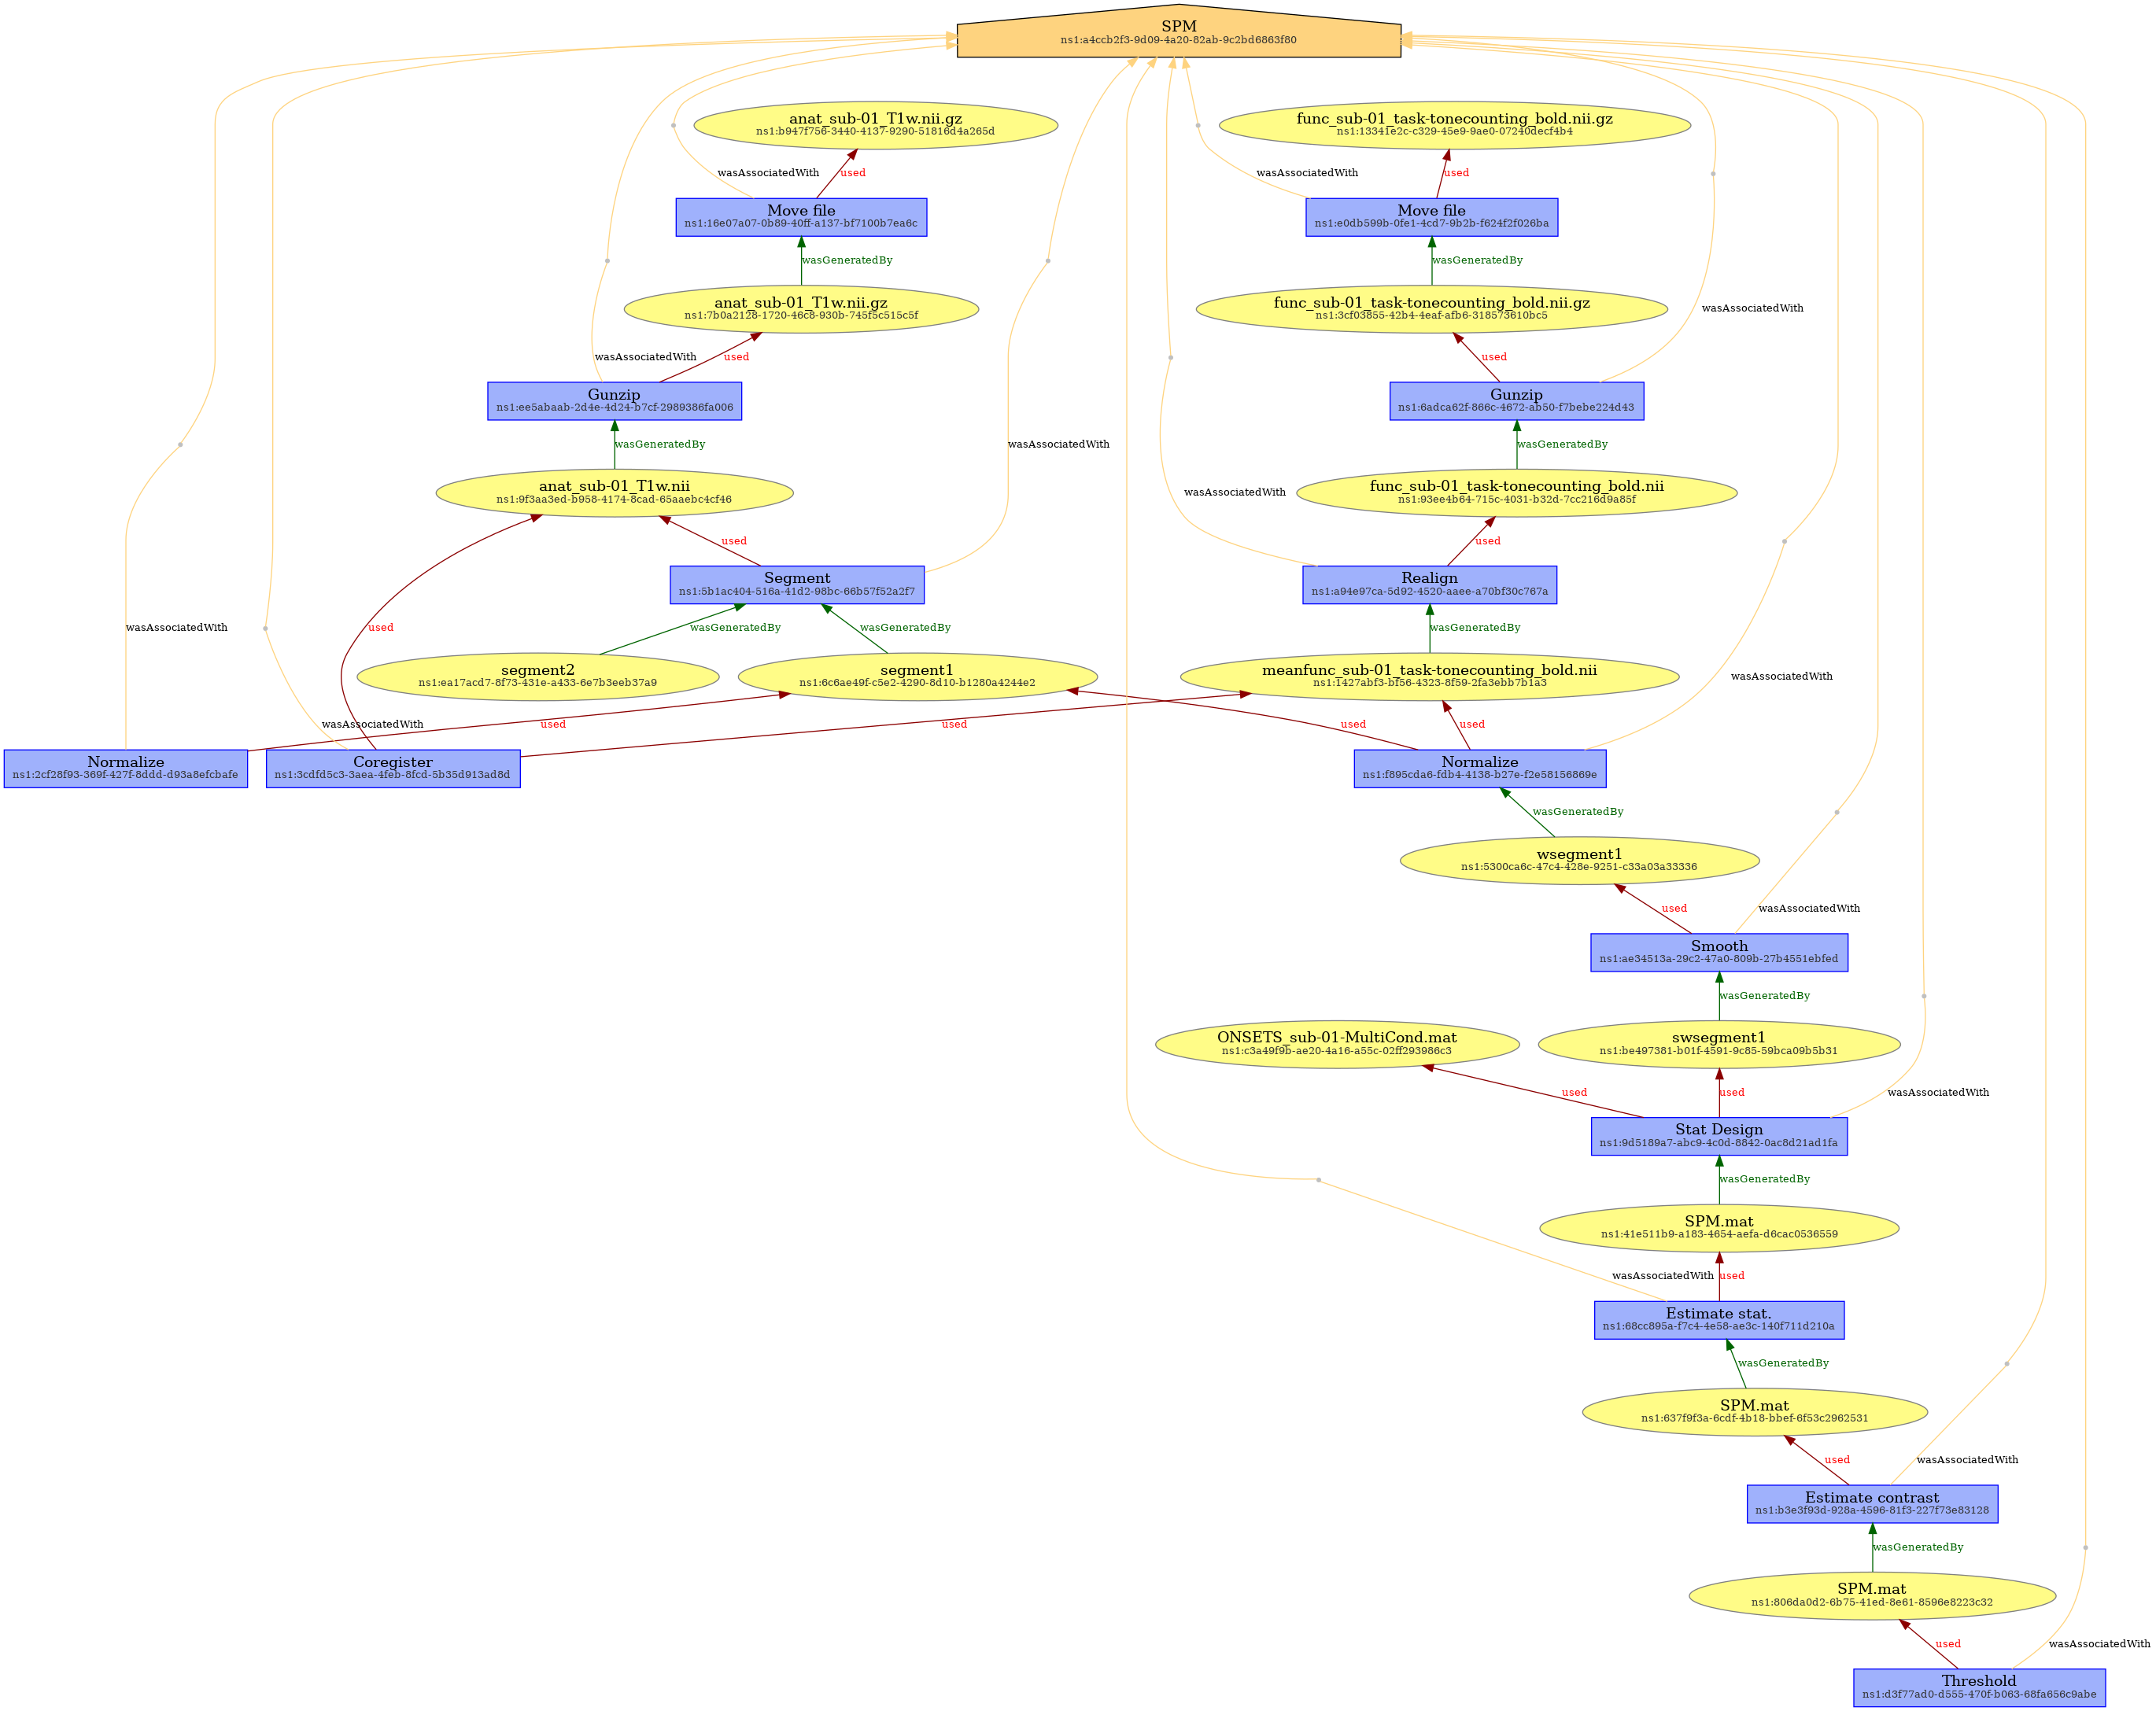 SPM
ns1:a4ccb2f3-9d09-4a20-82ab-9c2bd6863f80
anat_sub-01_T1w.nii.gz
ns1:b947f756-3440-4137-9290-51816d4a265d
func_sub-01_task-tonecounting_bold.nii.gz
ns1:13341e2c-c329-45e9-9ae0-07240decf4b4
wasAssociatedWith
used
wasAssociatedWith
used
Move file
ns1:16e07a07-0b89-40ff-a137-bf7100b7ea6c
Move file
ns1:e0db599b-0fe1-4cd7-9b2b-f624f2f026ba
wasGeneratedBy
wasGeneratedBy
anat_sub-01_T1w.nii.gz
ns1:7b0a2128-1720-46c8-930b-745f5c515c5f
func_sub-01_task-tonecounting_bold.nii.gz
ns1:3cf03855-42b4-4eaf-afb6-318573610bc5
wasAssociatedWith
wasAssociatedWith
used
used
Gunzip
ns1:ee5abaab-2d4e-4d24-b7cf-2989386fa006
Gunzip
ns1:6adca62f-866c-4672-ab50-f7bebe224d43
wasGeneratedBy
wasAssociatedWith
wasGeneratedBy
anat_sub-01_T1w.nii
ns1:9f3aa3ed-b958-4174-8cad-65aaebc4cf46
wasAssociatedWith
func_sub-01_task-tonecounting_bold.nii
ns1:93ee4b64-715c-4031-b32d-7cc216d9a85f
used
used
Segment
ns1:5b1ac404-516a-41d2-98bc-66b57f52a2f7
Realign
ns1:a94e97ca-5d92-4520-aaee-a70bf30c767a
wasAssociatedWith
used
wasGeneratedBy
wasGeneratedBy
wasGeneratedBy
segment2
ns1:ea17acd7-8f73-431e-a433-6e7b3eeb37a9
segment1
ns1:6c6ae49f-c5e2-4290-8d10-b1280a4244e2
meanfunc_sub-01_task-tonecounting_bold.nii
ns1:1427abf3-bf56-4323-8f59-2fa3ebb7b1a3
wasAssociatedWith
wasAssociatedWith
used
used
used
used
Normalize
ns1:2cf28f93-369f-427f-8ddd-d93a8efcbafe
Coregister
ns1:3cdfd5c3-3aea-4feb-8fcd-5b35d913ad8d
Normalize
ns1:f895cda6-fdb4-4138-b27e-f2e58156869e
wasGeneratedBy
wsegment1
ns1:5300ca6c-47c4-428e-9251-c33a03a33336
used
wasAssociatedWith
Smooth
ns1:ae34513a-29c2-47a0-809b-27b4551ebfed
wasGeneratedBy
ONSETS_sub-01-MultiCond.mat
ns1:c3a49f9b-ae20-4a16-a55c-02ff293986c3
swsegment1
ns1:be497381-b01f-4591-9c85-59bca09b5b31
used
used
wasAssociatedWith
Stat Design
ns1:9d5189a7-abc9-4c0d-8842-0ac8d21ad1fa
wasGeneratedBy
SPM.mat
ns1:41e511b9-a183-4654-aefa-d6cac0536559
wasAssociatedWith
used
Estimate stat.
ns1:68cc895a-f7c4-4e58-ae3c-140f711d210a
wasGeneratedBy
SPM.mat
ns1:637f9f3a-6cdf-4b18-bbef-6f53c2962531
used
wasAssociatedWith
Estimate contrast
ns1:b3e3f93d-928a-4596-81f3-227f73e83128
wasGeneratedBy
SPM.mat
ns1:806da0d2-6b75-41ed-8e61-8596e8223c32
used
wasAssociatedWith
Threshold
ns1:d3f77ad0-d555-470f-b063-68fa656c9abe